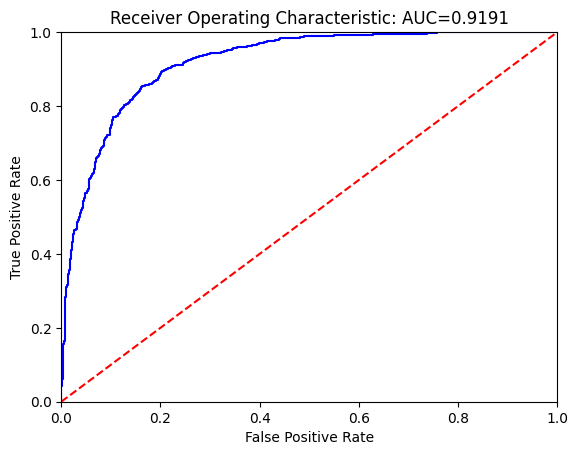 Receiver Operating Characteristic: AUC=0.9191
1.0
0.8
0.6
0.4
0.2
0.0
True Positive Rate
0.0 0.2 0.4 0.6 0.8 1.0
False Positive Rate